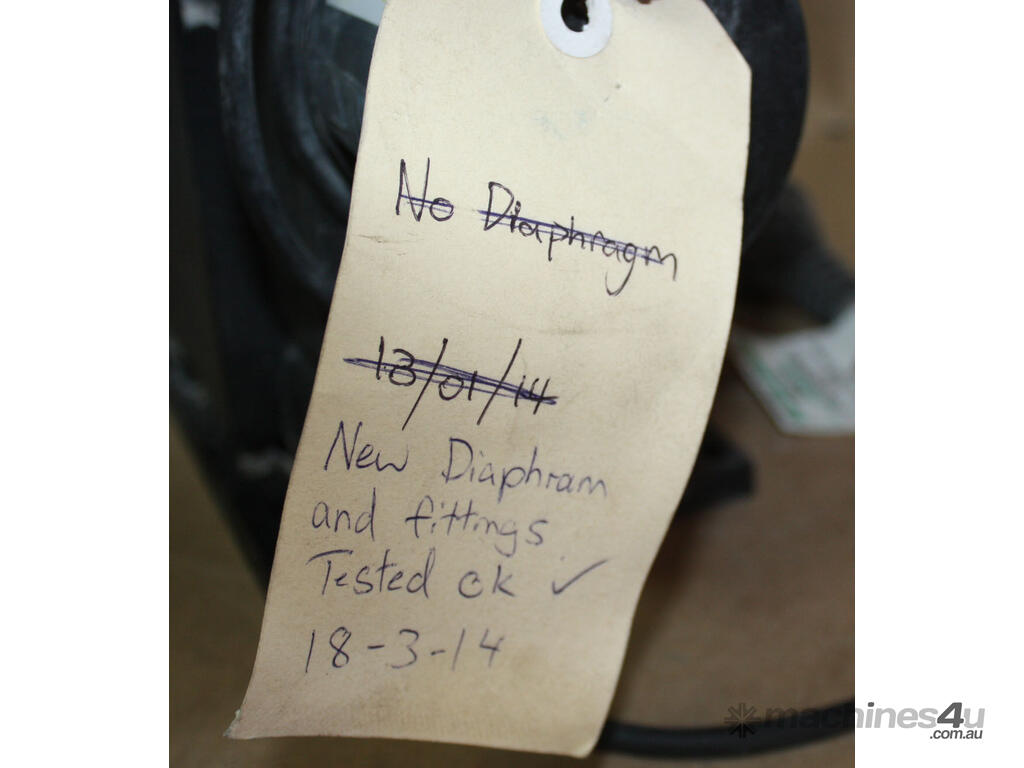 No Diaphragm
13/01/14
New Diaphram
and fittings
Tested ok ✓
18-3-14
machines4u
.com.au